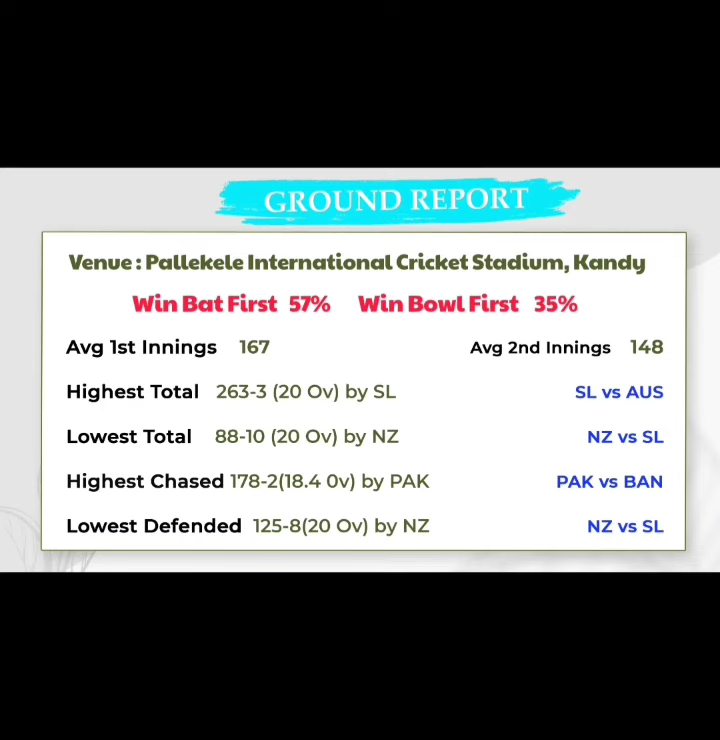 GROUND REPORT
Venue : Pallekele International Cricket Stadium, Kandy
Win Bat First 57% Win Bowl First 35%
Avg 1st Innings 167 Avg 2nd Innings 148
Highest Total 263-3 (20 Ov) by SL SL vs AUS
Lowest Total 88-10 (20 Ov) by NZ NZ vs SL
Highest Chased 178-2(18.4 0v) by PAK PAK vs BAN
Lowest Defended 125-8(20 Ov) by NZ NZ vs SL